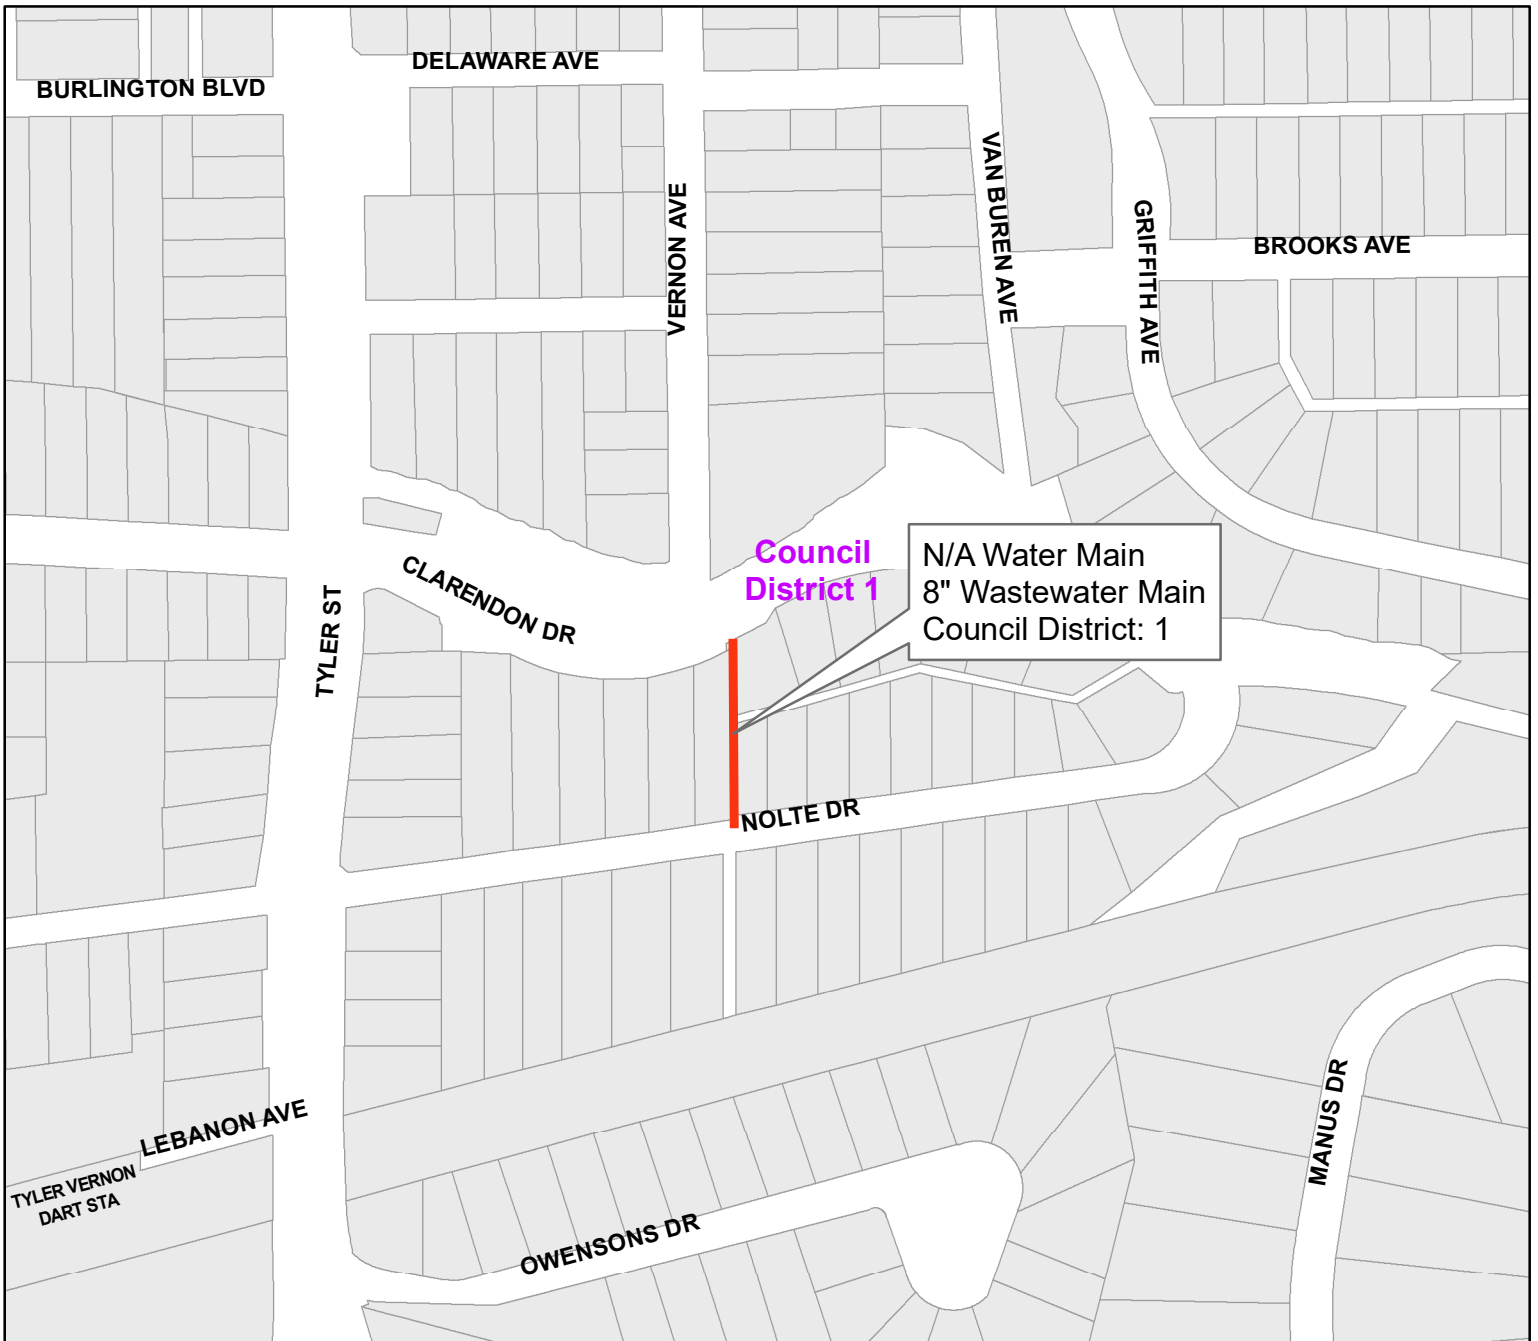 DELAWARE AVE
BURLINGTON BLVD
VAN BUREN AVE
VERNON AVE
GRIFFITH AVE
BROOKS AVE
Council
District 1
N/A Water Main
8" Wastewater Main
Council District: 1
CLARENDON DR
TYLER ST
NOLTE DR
LEBANON AVE
MANUS DR
TYLER VERNON
DART STA
OWENSONS DR